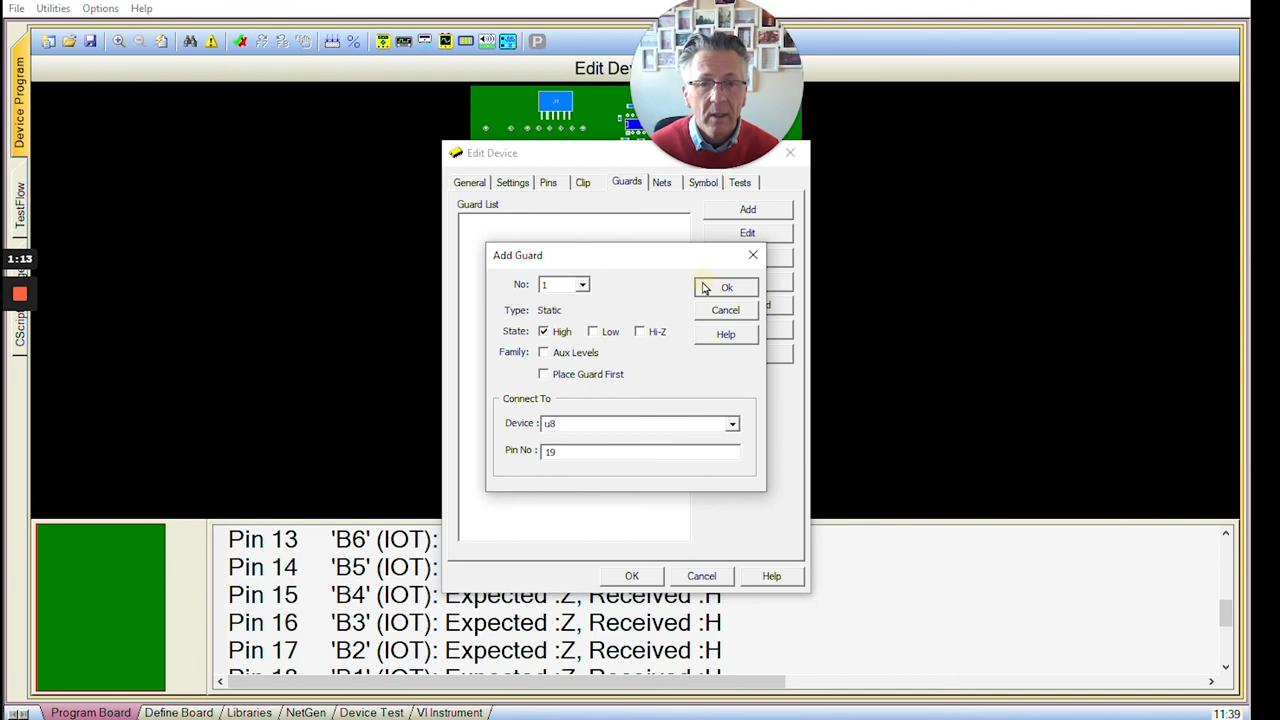 File Utilities Options Help
Edit De
J1
Device Program
TestFlow
1:13
Edit Device
General Settings Pins Clip Guards Nets Symbol Tests
Guard List
Add
Edit
Add Guard
No: 1
Ok
Type: Static
Cancel
State: High Low Hi-Z
Help
Family: Aux Levels
Place Guard First
Connect To
Device : u8
Pin No : 19
OK Cancel Help
Pin 13 'B6' (IOT):
Pin 14 'B5' (IOT):
Pin 15 'B4' (IOT): Expected :Z, Received :H
Pin 16 'B3' (IOT): Expected :Z, Received :H
Pin 17 'B2' (IOT): Expected :Z, Received :H
Program Board Define Board Libraries NetGen Device Test VI Instrument
11:39